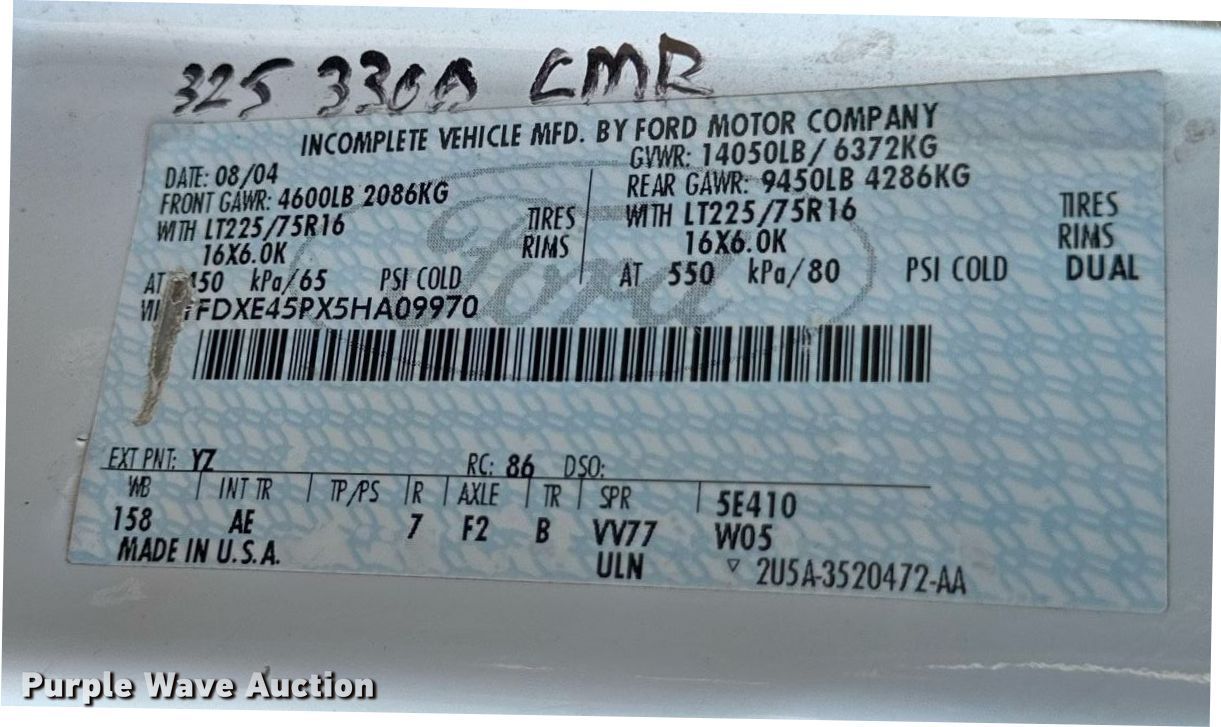 325 330A CMR
INCOMPLETE VEHICLE MFD. BY FORD MOTOR COMPANY
DATE: 08/04 GVWR: 14050LB / 6372KG
FRONT GAWR: 4600LB 2086KG REAR GAWR: 9450LB 4286KG
WITH LT225/75R16 TIRES WITH LT225/75R16 TIRES
16X6.0K RIMS 16X6.0K RIMS
AT 450 kPa/65 PSI COLD AT 550 kPa/80 PSI COLD DUAL
FDXE45PX5HA09970
Ford
EXT PNT: YZ RC: 86 DSO:
WB INT TR TP/PS R AXLE TR SPR 5E410
158 AE 7 F2 B VV77 W05
MADE IN U.S.A. ULN ▽ 2U5A-3520472-AA
Purple Wave Auction